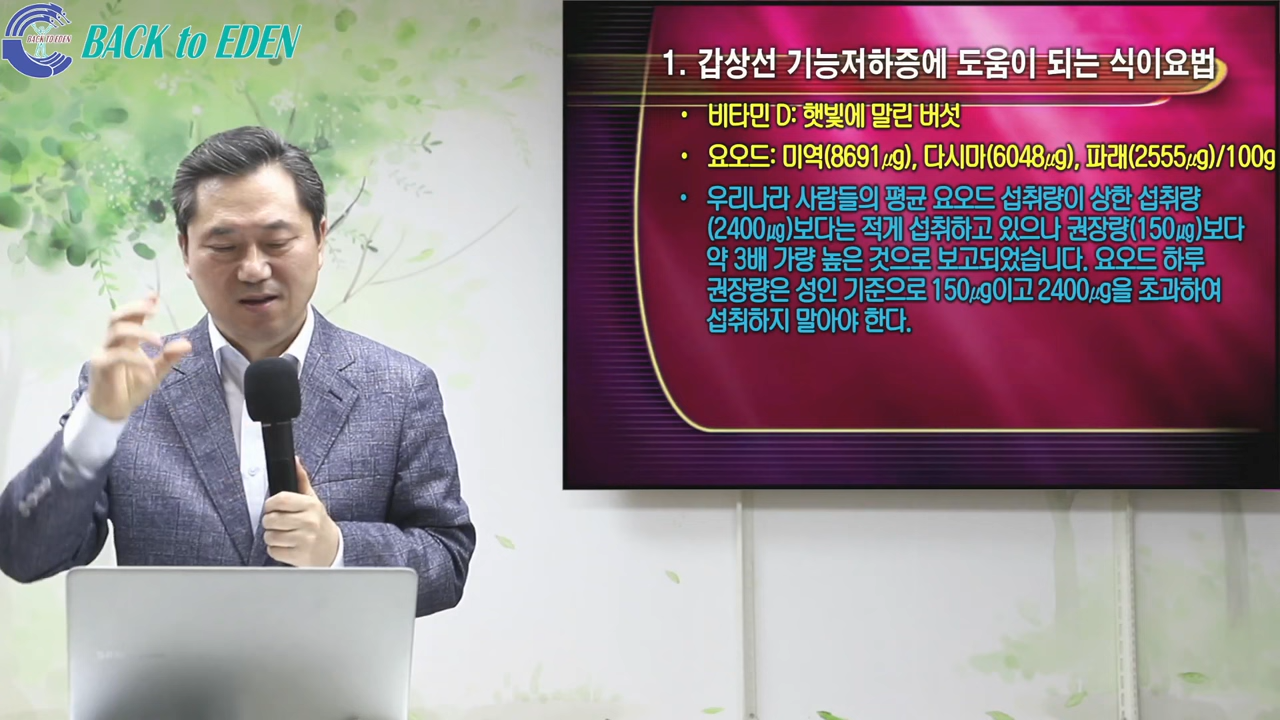 BACK TO EDEN
BACK to EDEN
1. 갑상선 기능저하증에 도움이 되는 식이요법
• 비타민 D: 햇빛에 말린 버섯
• 요오드: 미역(8691㎍), 다시마(6048㎍), 파래(2555㎍)/100g
• 우리나라 사람들의 평균 요오드 섭취량이 상한 섭취량
(2400㎍)보다는 적게 섭취하고 있으나 권장량(150㎍)보다
약 3배 가량 높은 것으로 보고되었습니다. 요오드 하루
권장량은 성인 기준으로 150㎍이고 2400㎍을 초과하여
섭취하지 말아야 한다.